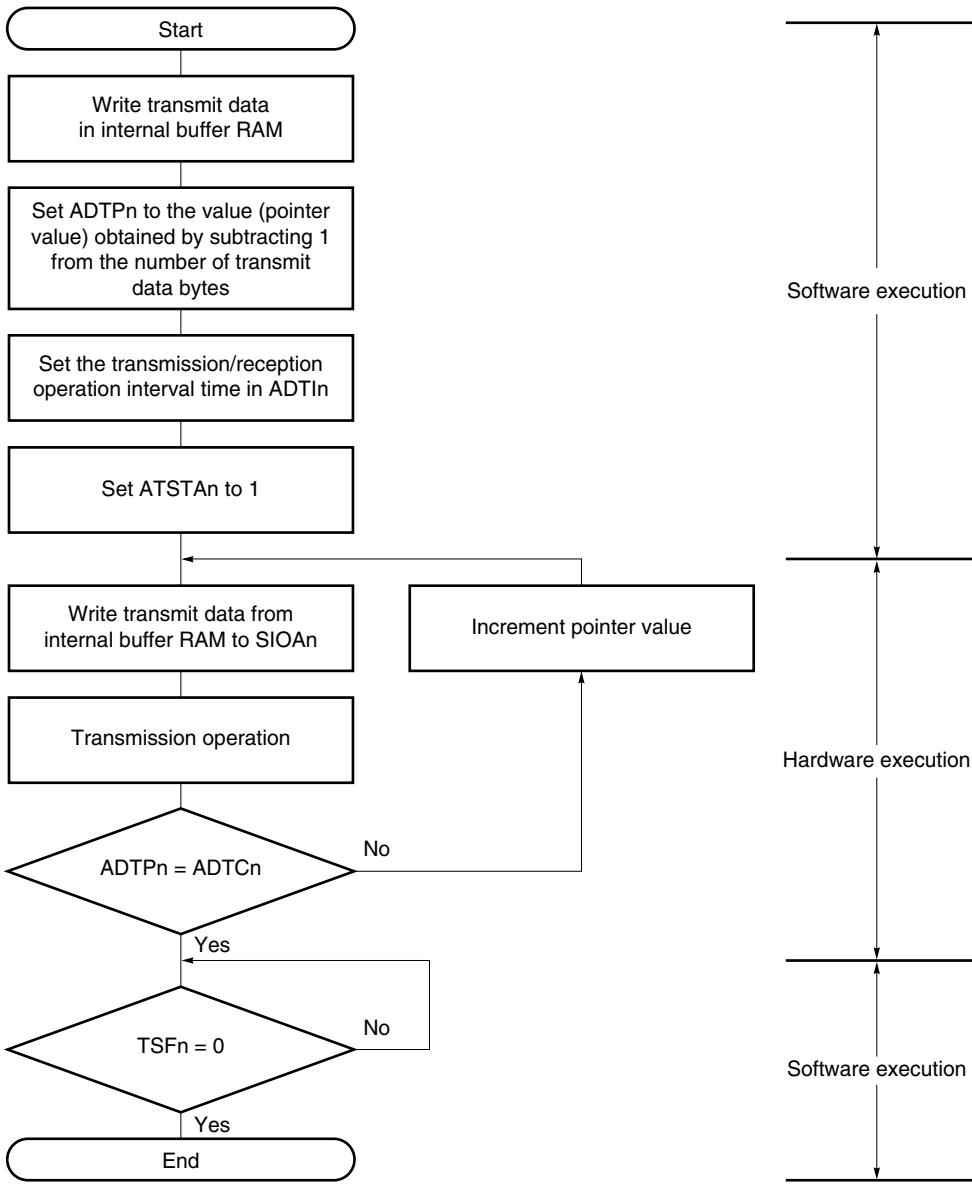 Start
Write transmit data
in internal buffer RAM
Set ADTPn to the value (pointer
value) obtained by subtracting 1
from the number of transmit
data bytes
Software execution
Set the transmission/reception
operation interval time in ADTIn
Set ATSTAn to 1
Write transmit data from
internal buffer RAM to SIOAn
Increment pointer value
Transmission operation
Hardware execution
ADTPn = ADTCn
No
Yes
TSFn = 0
No
Software execution
Yes
End